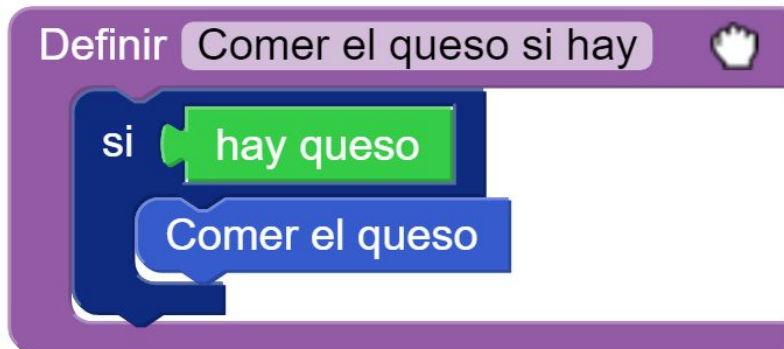 Definir Comer el queso si hay
si hay queso
Comer el queso